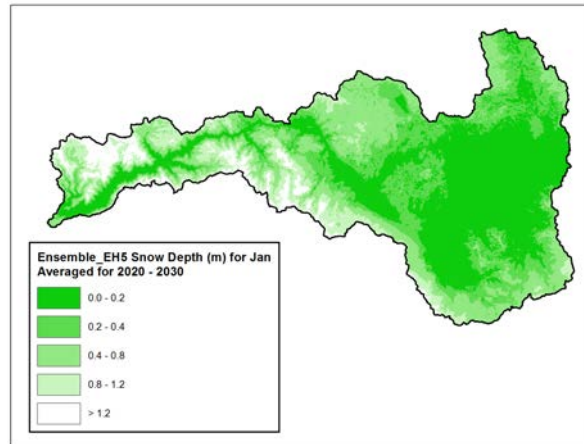 Ensemble_EH5 Snow Depth (m) for Jan
Averaged for 2020 - 2030
0.0 - 0.2
0.2 - 0.4
0.4 - 0.8
0.8 - 1.2
> 1.2